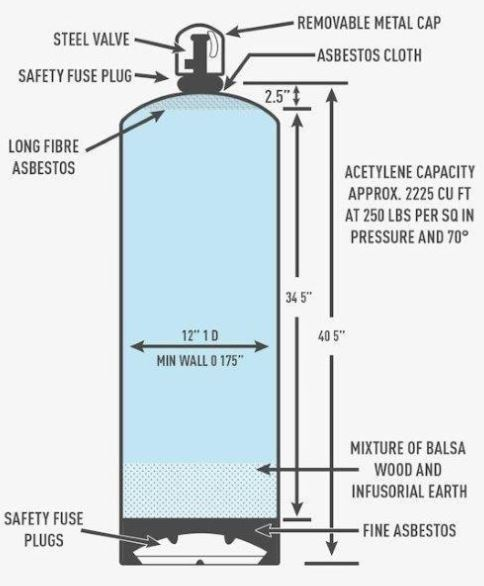 REMOVABLE METAL CAP
STEEL VALVE
ASBESTOS CLOTH
SAFETY FUSE PLUG
2.5"
LONG FIBRE
ASBESTOS
ACETYLENE CAPACITY
APPROX. 2225 CU FT
AT 250 LBS PER SQ IN
PRESSURE AND 70°
34 5"
12" 1 D
40 5"
MIN WALL 0 175"
MIXTURE OF BALSA
WOOD AND
INFUSORIAL EARTH
SAFETY FUSE
PLUGS
FINE ASBESTOS